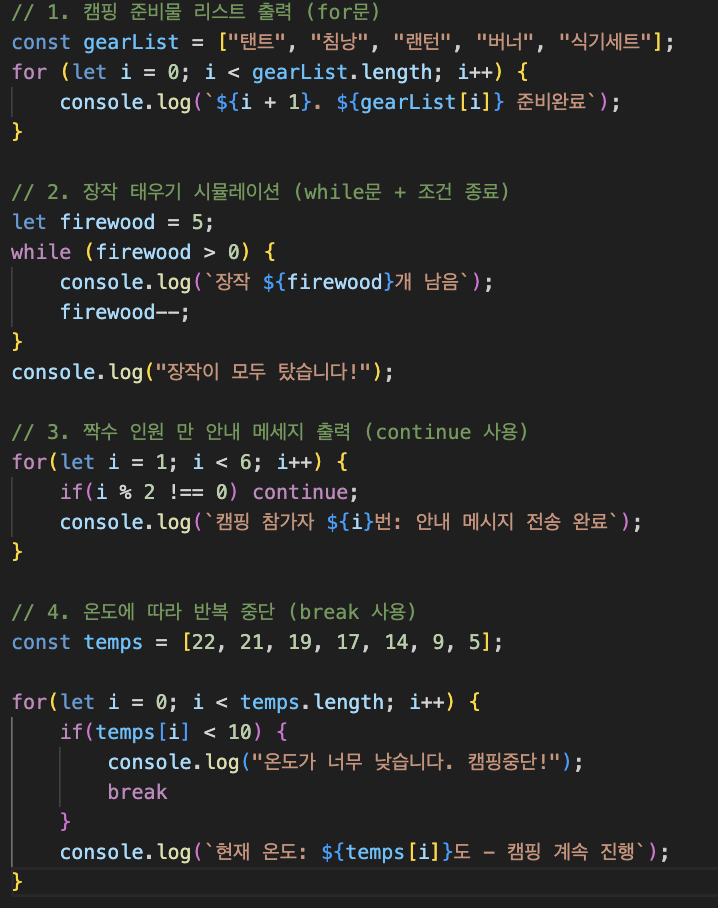 // 1. 캠핑 준비물 리스트 출력 (for문)
const gearList = ["탠트", "침낭", "랜턴", "버너", "식기세트"];
for (let i = 0; i < gearList.length; i++) {
    console.log(`${i + 1}. ${gearList[i]} 준비완료`);
}

// 2. 장작 태우기 시뮬레이션 (while문 + 조건 종료)
let firewood = 5;
while (firewood > 0) {
    console.log(`장작 ${firewood}개 남음`);
    firewood--;
}
console.log("장작이 모두 탔습니다!");

// 3. 짝수 인원 만 안내 메세지 출력 (continue 사용)
for(let i = 1; i < 6; i++) {
    if(i % 2 !== 0) continue;
    console.log(`캠핑 참가자 ${i}번: 안내 메시지 전송 완료`);
}

// 4. 온도에 따라 반복 중단 (break 사용)
const temps = [22, 21, 19, 17, 14, 9, 5];

for(let i = 0; i < temps.length; i++) {
    if(temps[i] < 10) {
        console.log("온도가 너무 낮습니다. 캠핑중단!");
        break
    }
    console.log(`현재 온도: ${temps[i]}도 - 캠핑 계속 진행`);
}